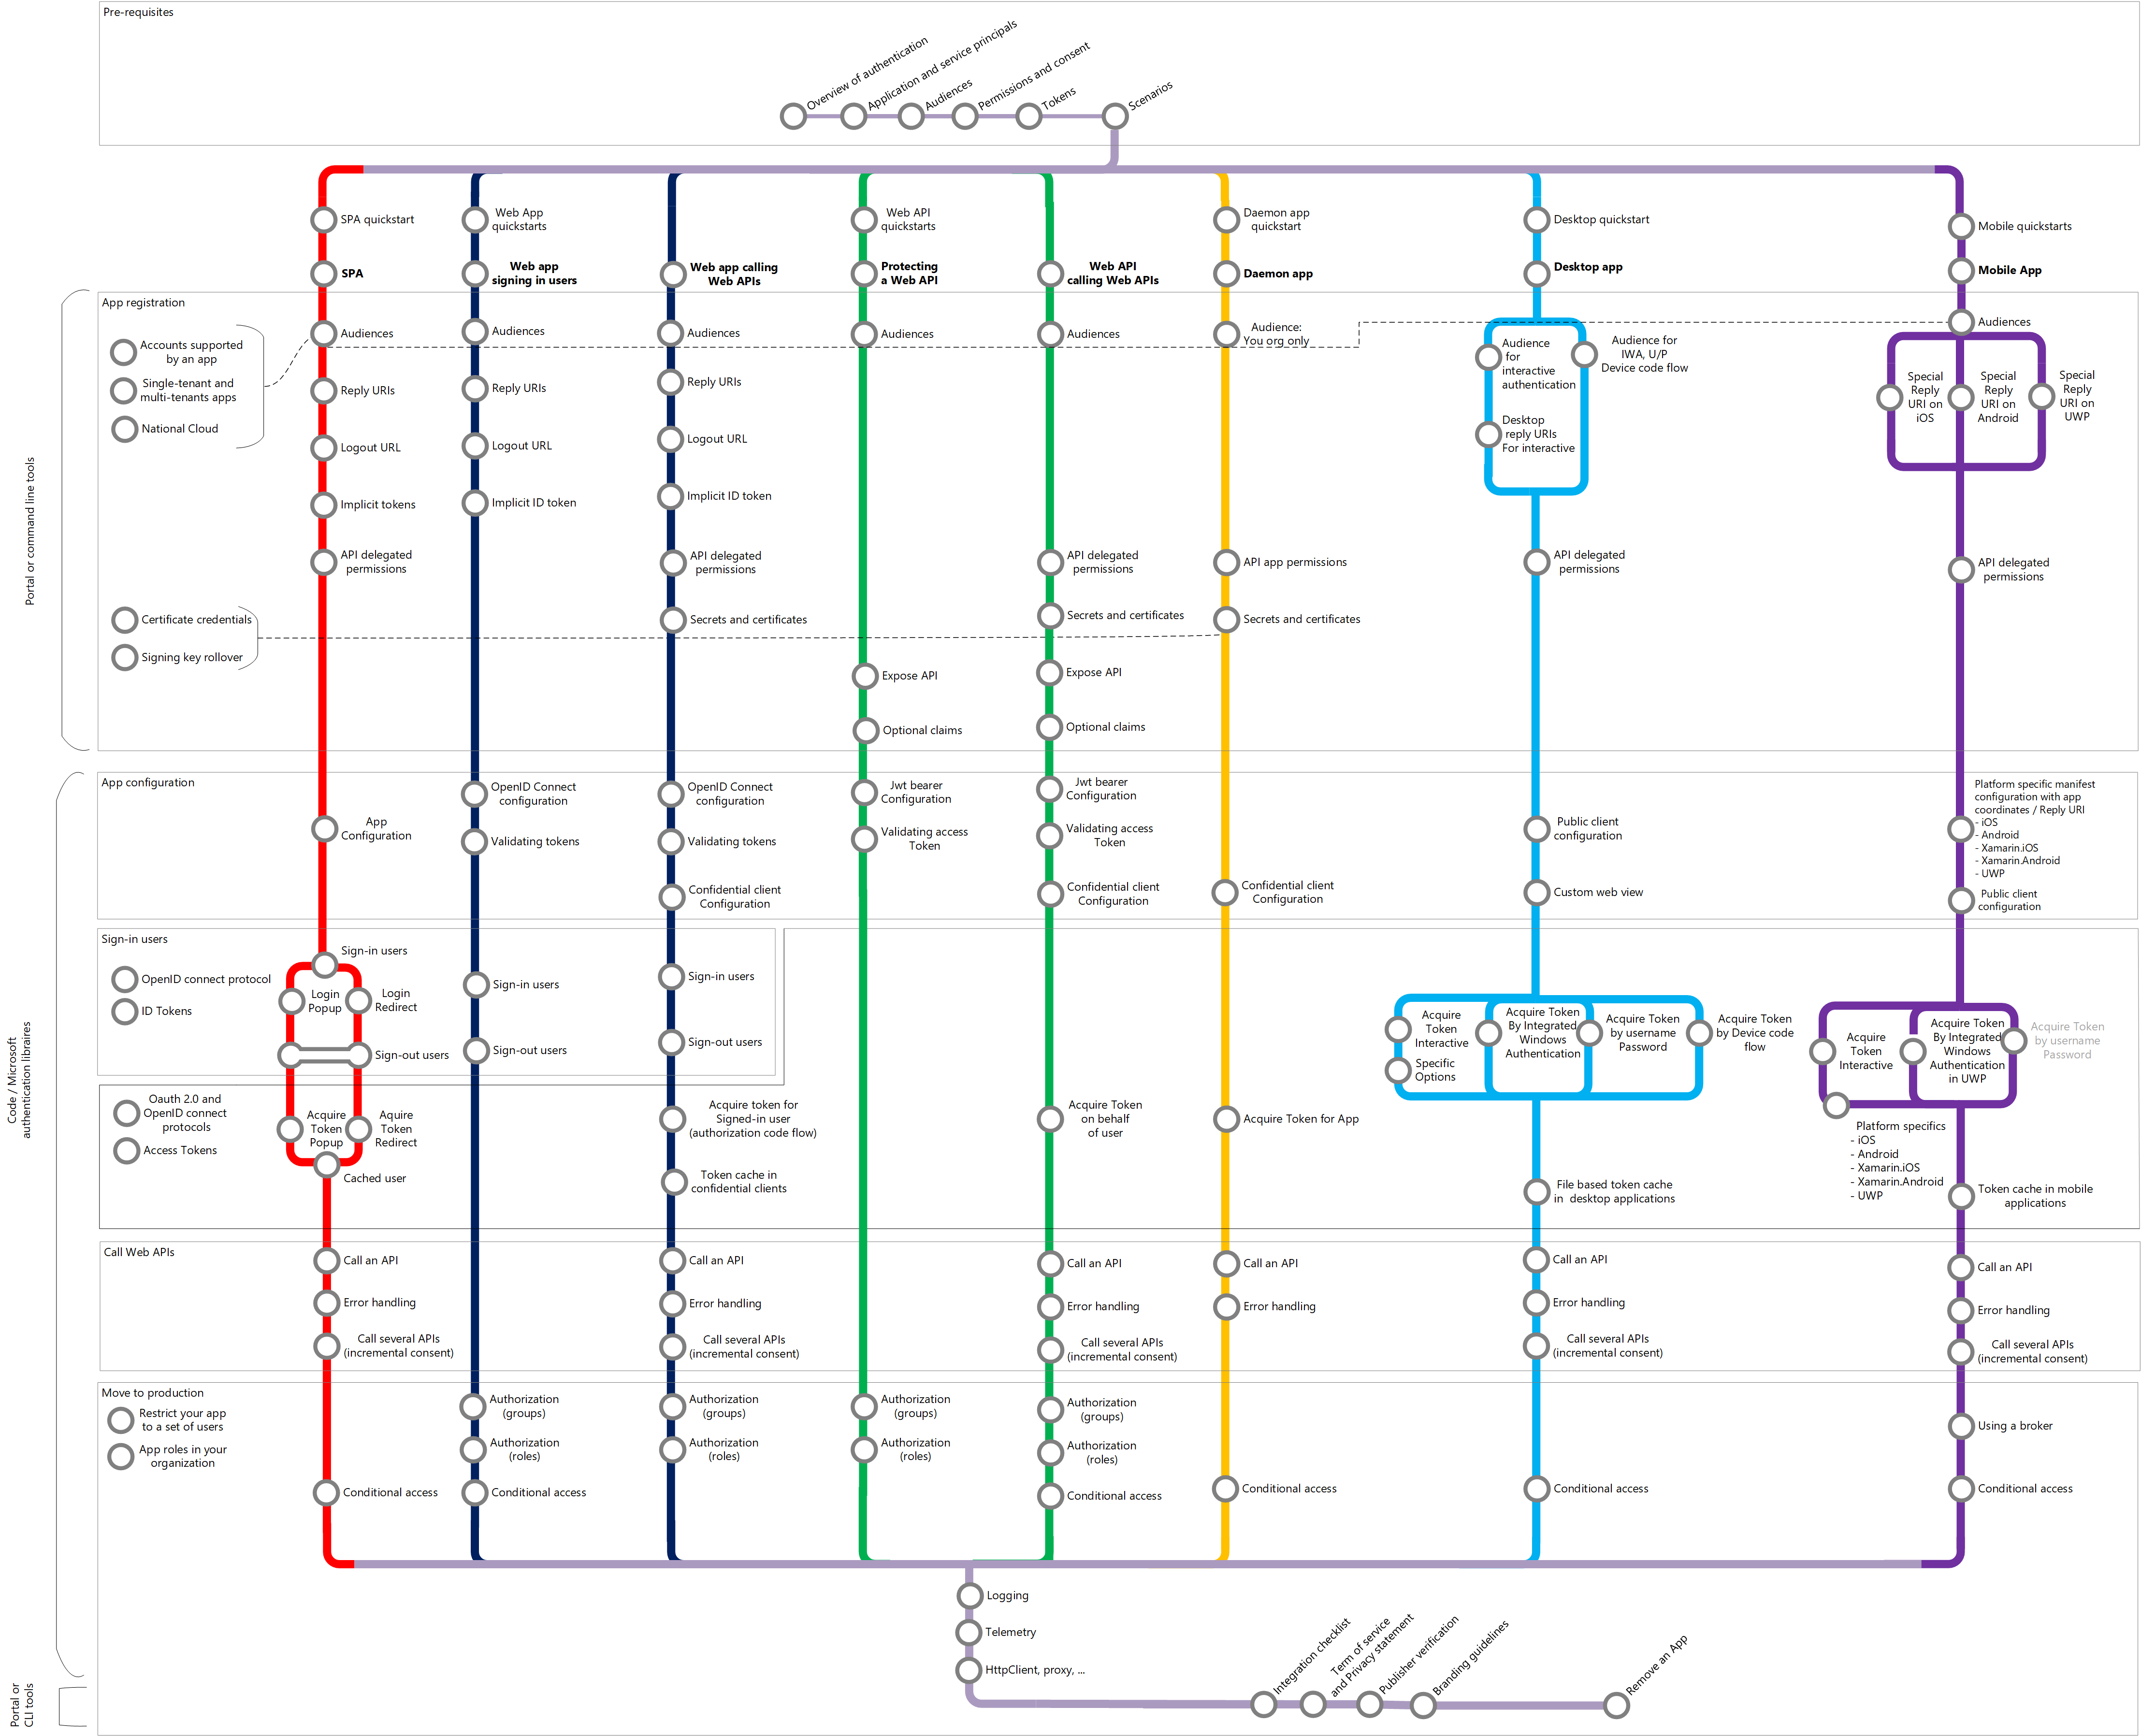 Pre-requisites
Overview of authentication
Application and service principals
Audiences
Permissions and consent
Tokens
Scenarios
SPA quickstart
Web App
quickstarts
Web API
quickstarts
Daemon app
quickstart
Desktop quickstart
Mobile quickstarts
SPA
Web app
signing in users
Web app calling
Web APIs
Protecting
a Web API
Web API
calling Web APIs
Daemon app
Desktop app
Mobile App
Portal or command line tools
App registration
Accounts supported
by an app
Single-tenant and
multi-tenants apps
National Cloud
Certificate credentials
Signing key rollover
Audiences
Reply URIs
Logout URL
Implicit tokens
API delegated
permissions
Audiences
Reply URIs
Logout URL
Implicit ID token
Audiences
Reply URIs
Logout URL
Implicit ID token
API delegated
permissions
Secrets and certificates
Audiences
Expose API
Optional claims
Audiences
API delegated
permissions
Secrets and certificates
Expose API
Optional claims
Audience:
You org only
API app permissions
Secrets and certificates
Audience
for
interactive
authentication
Desktop
reply URIs
For interactive
Audience for
IWA, U/P
Device code flow
API delegated
permissions
Audiences
Special
Reply
URI on
iOS
Special
Reply
URI on
Android
Special
Reply
URI on
UWP
API delegated
permissions
Code / Microsoft
authentication libraires
App configuration
App
Configuration
OpenID Connect
configuration
Validating tokens
OpenID Connect
configuration
Validating tokens
Confidential client
Configuration
Jwt bearer
Configuration
Validating access
Token
Jwt bearer
Configuration
Validating access
Token
Confidential client
Configuration
Confidential client
Configuration
Public client
configuration
Custom web view
Platform specific manifest
configuration with app
coordinates / Reply URI
- iOS
- Android
- Xamarin.iOS
- Xamarin.Android
- UWP
Public client
configuration
Sign-in users
OpenID connect protocol
ID Tokens
Sign-in users
Login
Popup
Login
Redirect
Sign-out users
Sign-in users
Sign-out users
Sign-in users
Sign-out users
Oauth 2.0 and
OpenID connect
protocols
Access Tokens
Acquire
Token
Popup
Aquire
Token
Redirect
Cached user
Acquire token for
Signed-in user
(authorization code flow)
Token cache in
confidential clients
Acquire Token
on behalf
of user
Acquire Token for App
Acquire
Token
Interactive
Specific
Options
Acquire Token
By Integrated
Windows
Authentication
Acquire Token
by username
Password
Acquire Token
by Device code
flow
File based token cache
in desktop applications
Acquire
Token
Interactive
Acquire Token
By Integrated
Windows
Authentication
in UWP
Acquire Token
by username
Password
Platform specifics
- iOS
- Android
- Xamarin.iOS
- Xamarin.Android
- UWP
Token cache in mobile
applications
Call Web APIs
Call an API
Error handling
Call several APIs
(incremental consent)
Call an API
Error handling
Call several APIs
(incremental consent)
Call an API
Error handling
Call several APIs
(incremental consent)
Call an API
Error handling
Call an API
Error handling
Call several APIs
(incremental consent)
Call an API
Error handling
Call several APIs
(incremental consent)
Move to production
Restrict your app
to a set of users
App roles in your
organization
Conditional access
Authorization
(groups)
Authorization
(roles)
Conditional access
Authorization
(groups)
Authorization
(roles)
Authorization
(groups)
Authorization
(roles)
Authorization
(groups)
Authorization
(roles)
Conditional access
Conditional access
Conditional access
Using a broker
Conditional access
Logging
Telemetry
HttpClient, proxy, ...
Portal or
CLI tools
Integration checklist
Term of service
and Privacy statement
Publisher verification
Branding guidelines
Remove an App